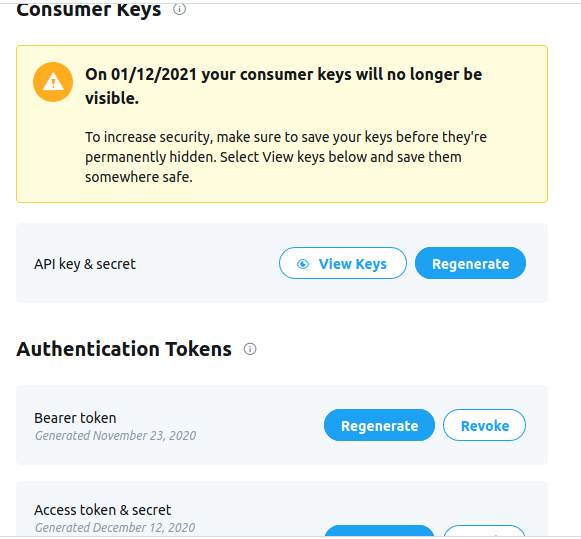 Consumer Keys
On 01/12/2021 your consumer keys will no longer be
visible.
To increase security, make sure to save your keys before they're
permanently hidden. Select View keys below and save them
somewhere safe.
API key & secret
View Keys
Regenerate
Authentication Tokens
Bearer token
Generated November 23, 2020
Regenerate
Revoke
Access token & secret
Generated December 12, 2020